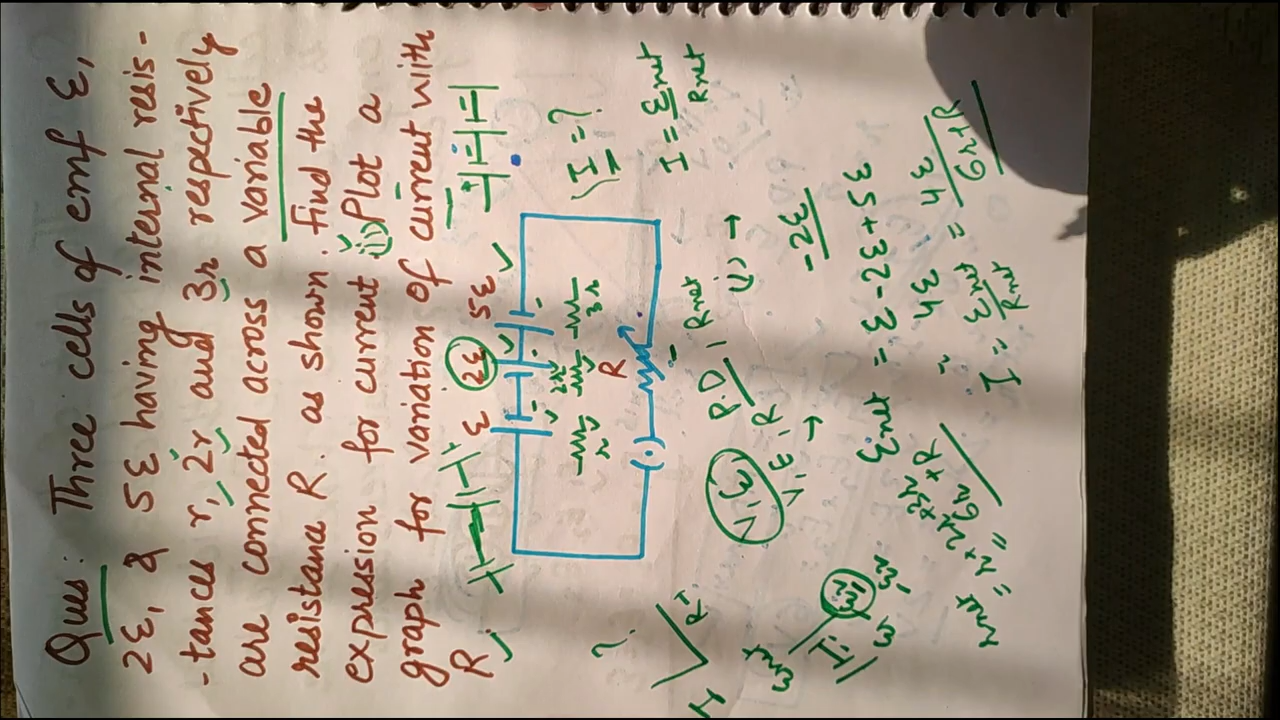 Ques: Three cells of emf ε,
2ε, & 5ε having internal resis-
-tances r, 2r and 3r respectively
are connected across a variable
resistance R. as shown. Find the
expression for current (i) Plot a
graph for variation of current with
R
ε 2ε 5ε
r 2r 3r
R
(·)
I = ?
I = εnet
Rnet
P.D / Rnet
(i) →
V, E, R
-2ε
εnet = ε - 2ε + 5ε
= 4ε
I = εnet / Rnet = 4ε / 6r+R
rnet = r + 2r + 3r
= 6r + R
I
R
?